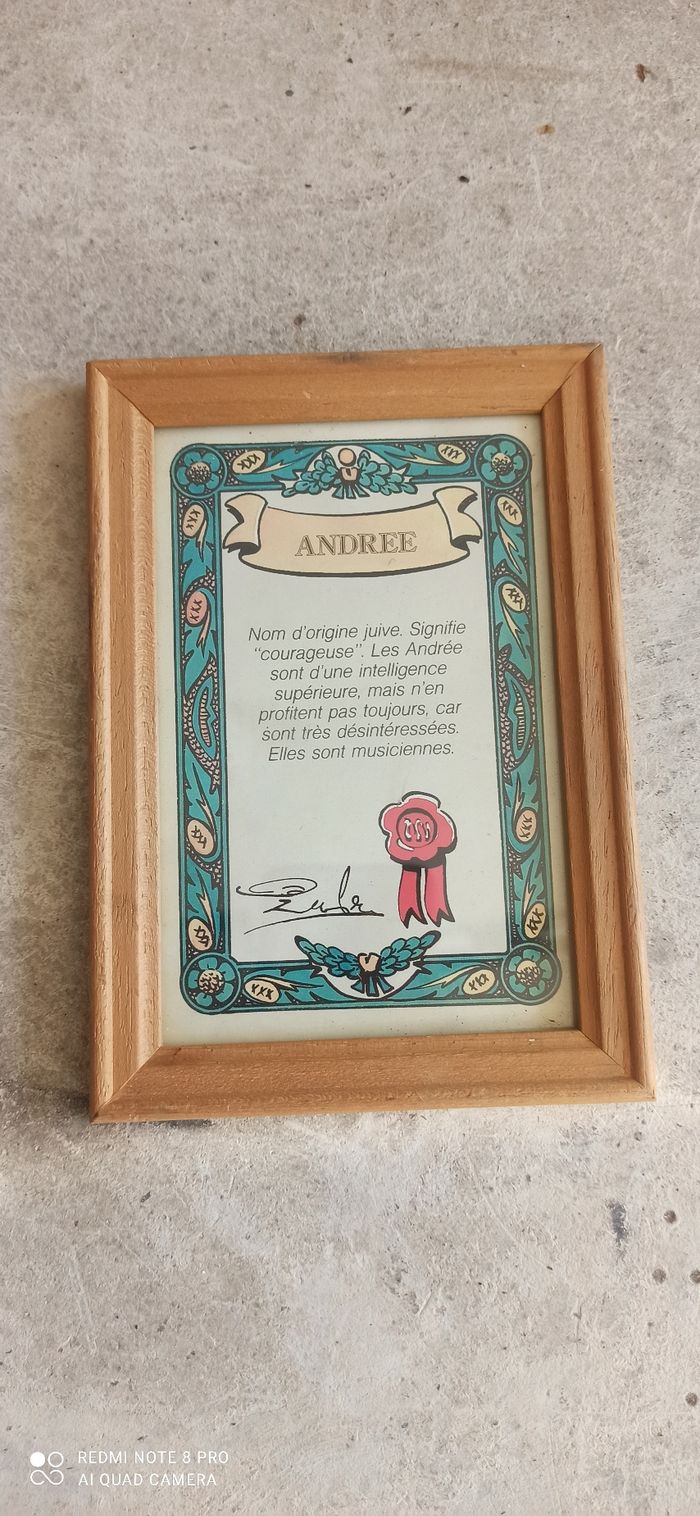 ANDREE
Nom d'origine juive. Signifie
"courageuse". Les Andrée
sont d'une intelligence
supérieure, mais n'en
profitent pas toujours, car
sont très désintéressées.
Elles sont musiciennes.
REDMI NOTE 8 PRO
AI QUAD CAMERA